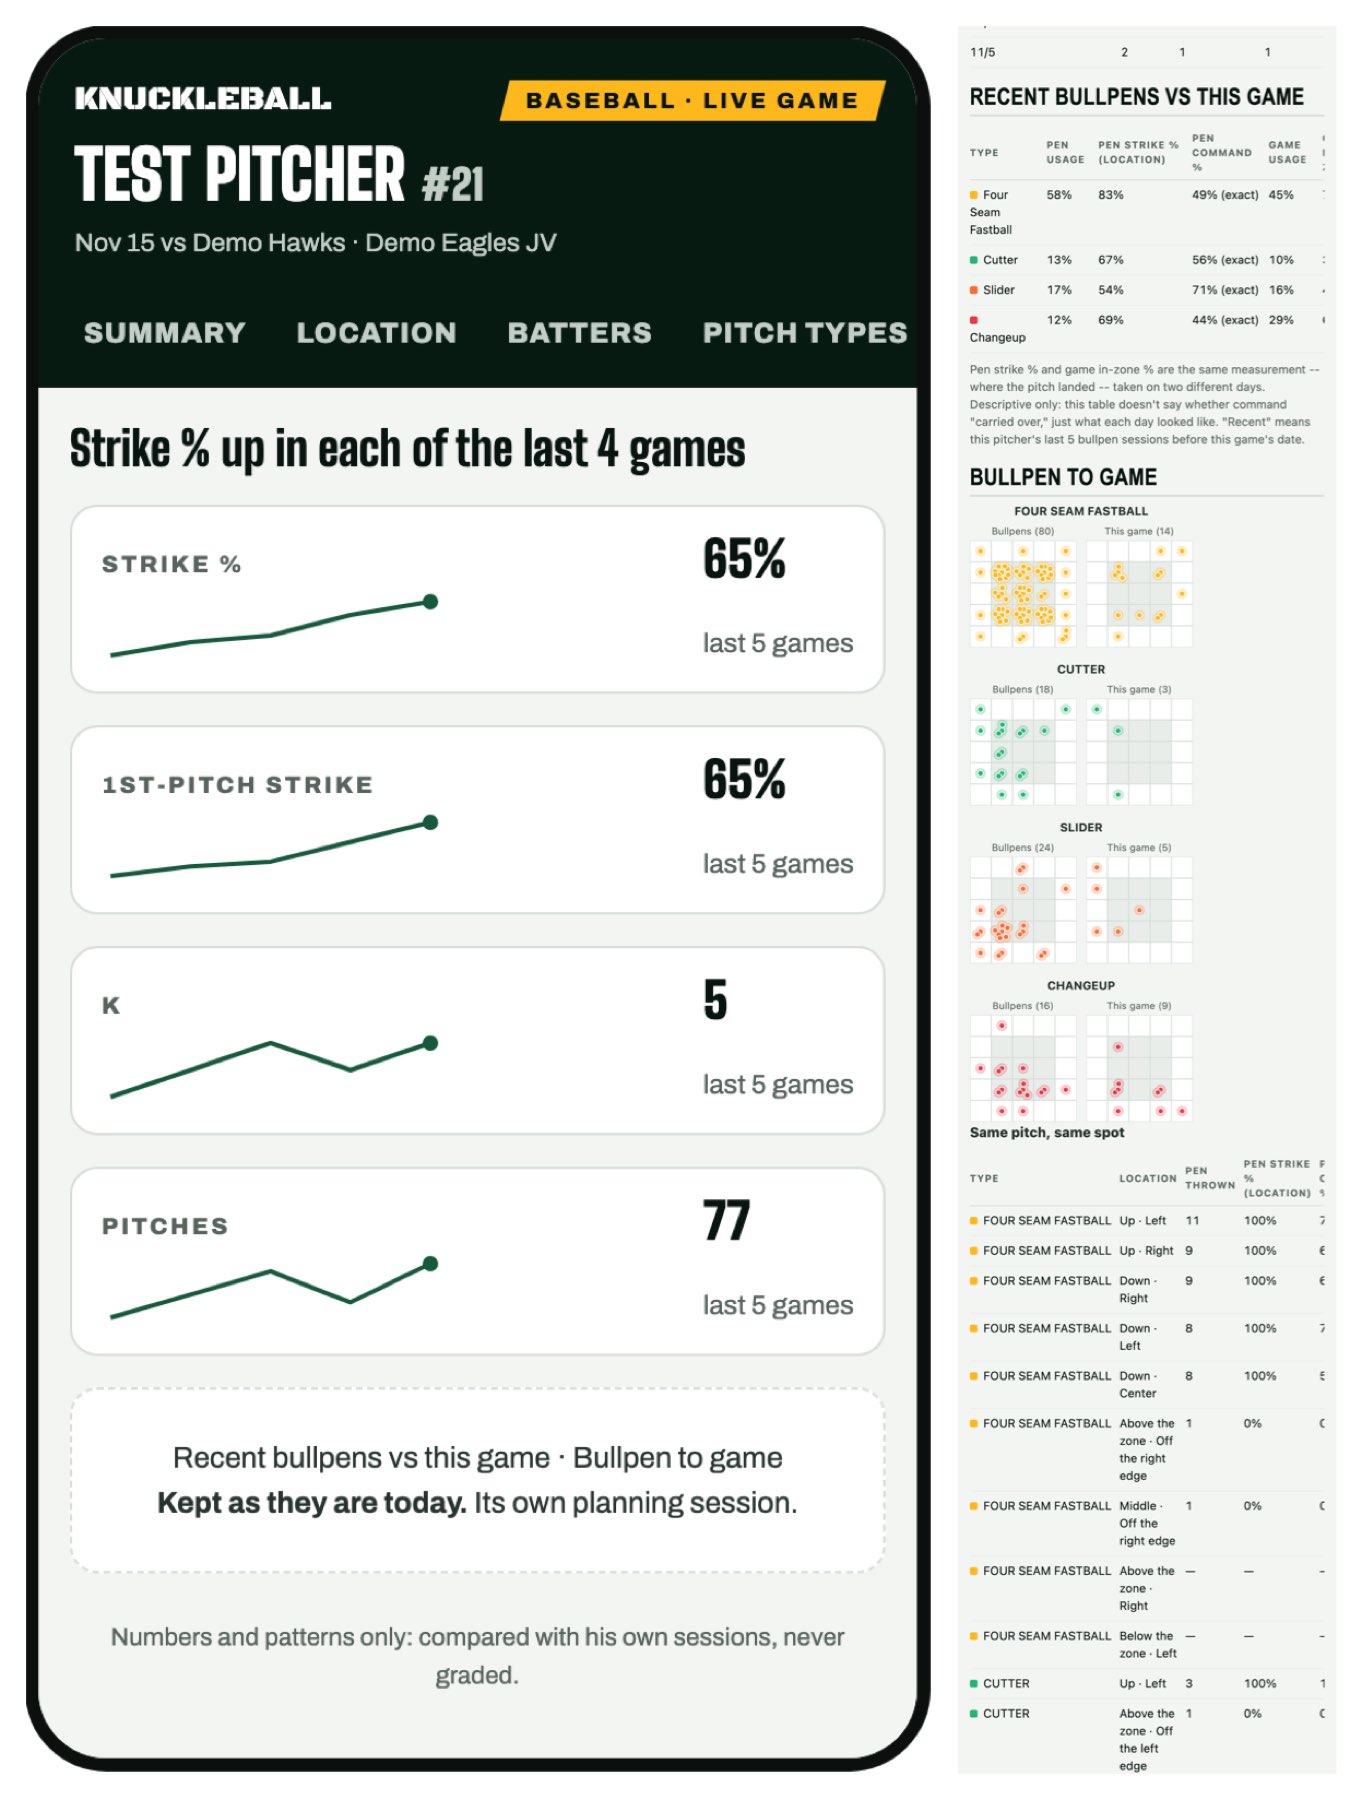 KNUCKLEBALL
BASEBALL · LIVE GAME
TEST PITCHER #21
Nov 15 vs Demo Hawks · Demo Eagles JV
SUMMARY LOCATION BATTERS PITCH TYPES
Strike % up in each of the last 4 games
STRIKE %
65%
last 5 games
1ST-PITCH STRIKE
65%
last 5 games
K
5
last 5 games
PITCHES
77
last 5 games
Recent bullpens vs this game · Bullpen to game
Kept as they are today. Its own planning session.
Numbers and patterns only: compared with his own sessions, never
graded.
11/5 2 1 1
RECENT BULLPENS VS THIS GAME
TYPE PEN USAGE PEN STRIKE % (LOCATION) PEN COMMAND % GAME USAGE
Four Seam Fastball 58% 83% 49% (exact) 45%
Cutter 13% 67% 56% (exact) 10%
Slider 17% 54% 71% (exact) 16%
Changeup 12% 69% 44% (exact) 29%
Pen strike % and game in-zone % are the same measurement --
where the pitch landed -- taken on two different days.
Descriptive only: this table doesn't say whether command
"carried over," just what each day looked like. "Recent" means
this pitcher's last 5 bullpen sessions before this game's date.
BULLPEN TO GAME
FOUR SEAM FASTBALL
Bullpens (80) This game (14)
CUTTER
Bullpens (18) This game (3)
SLIDER
Bullpens (24) This game (5)
CHANGEUP
Bullpens (16) This game (9)
Same pitch, same spot
TYPE LOCATION PEN THROWN PEN STRIKE % (LOCATION)
FOUR SEAM FASTBALL Up · Left 11 100%
FOUR SEAM FASTBALL Up · Right 9 100%
FOUR SEAM FASTBALL Down · Right 9 100%
FOUR SEAM FASTBALL Down · Left 8 100%
FOUR SEAM FASTBALL Down · Center 8 100%
FOUR SEAM FASTBALL Above the zone · Off the right edge 1 0%
FOUR SEAM FASTBALL Middle · Off the right edge 1 0%
FOUR SEAM FASTBALL Above the zone · Right — —
FOUR SEAM FASTBALL Below the zone · Left — —
CUTTER Up · Left 3 100%
CUTTER Above the zone · Off the left edge 1 0%